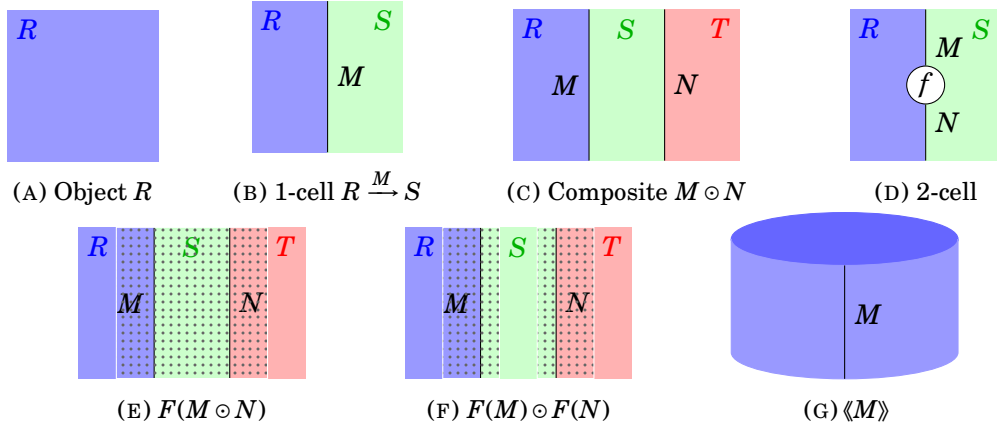 R
R S
M
(A) Object R
(B) 1-cell R \xrightarrow{M} S
R S T
M N
(C) Composite M ⊙ N
R S
M
f
N
(D) 2-cell
R S T
M N
(E) F(M ⊙ N)
R S T
M N
(F) F(M) ⊙ F(N)
M
(G) ⟪M⟫